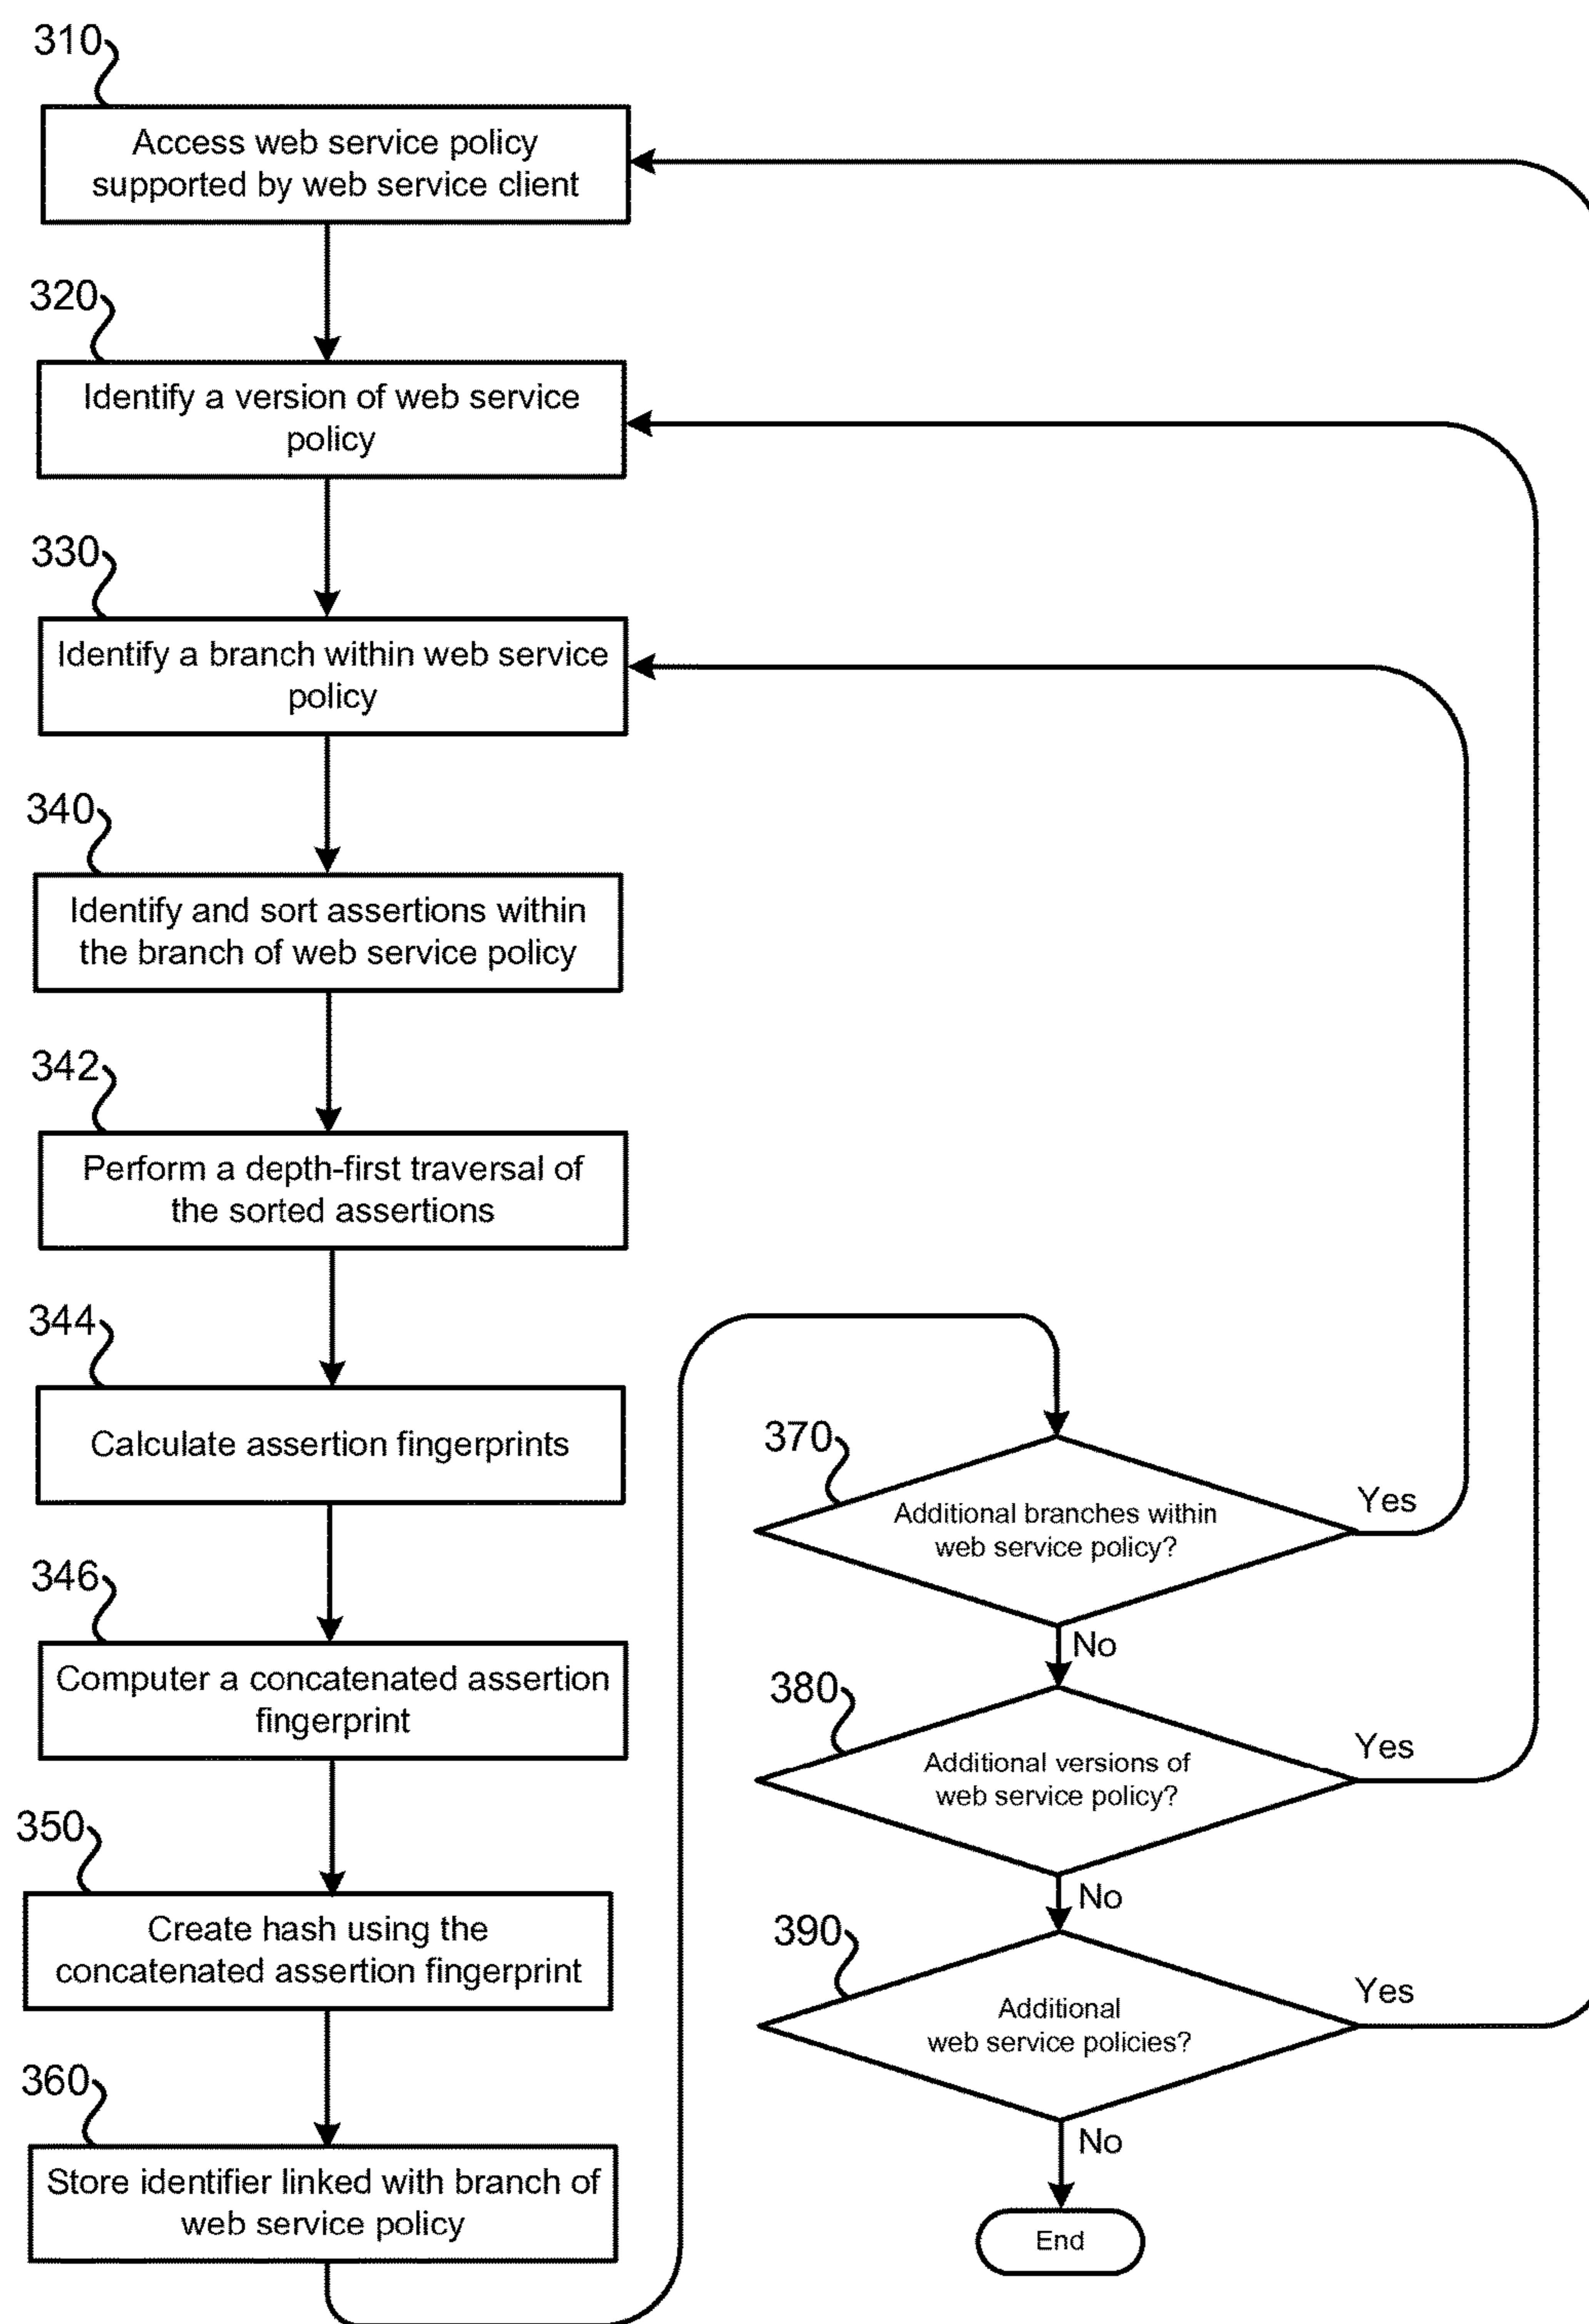 310
Access web service policy
supported by web service client
320
Identify a version of web service
policy
330
Identify a branch within web service
policy
340
Identify and sort assertions within
the branch of web service policy
342
Perform a depth-first traversal of
the sorted assertions
344
Calculate assertion fingerprints
346
Computer a concatenated assertion
fingerprint
350
Create hash using the
concatenated assertion fingerprint
360
Store identifier linked with branch of
web service policy
370
Additional branches within
web service policy?
Yes
No
380
Additional versions of
web service policy?
Yes
No
390
Additional
web service policies?
Yes
No
End